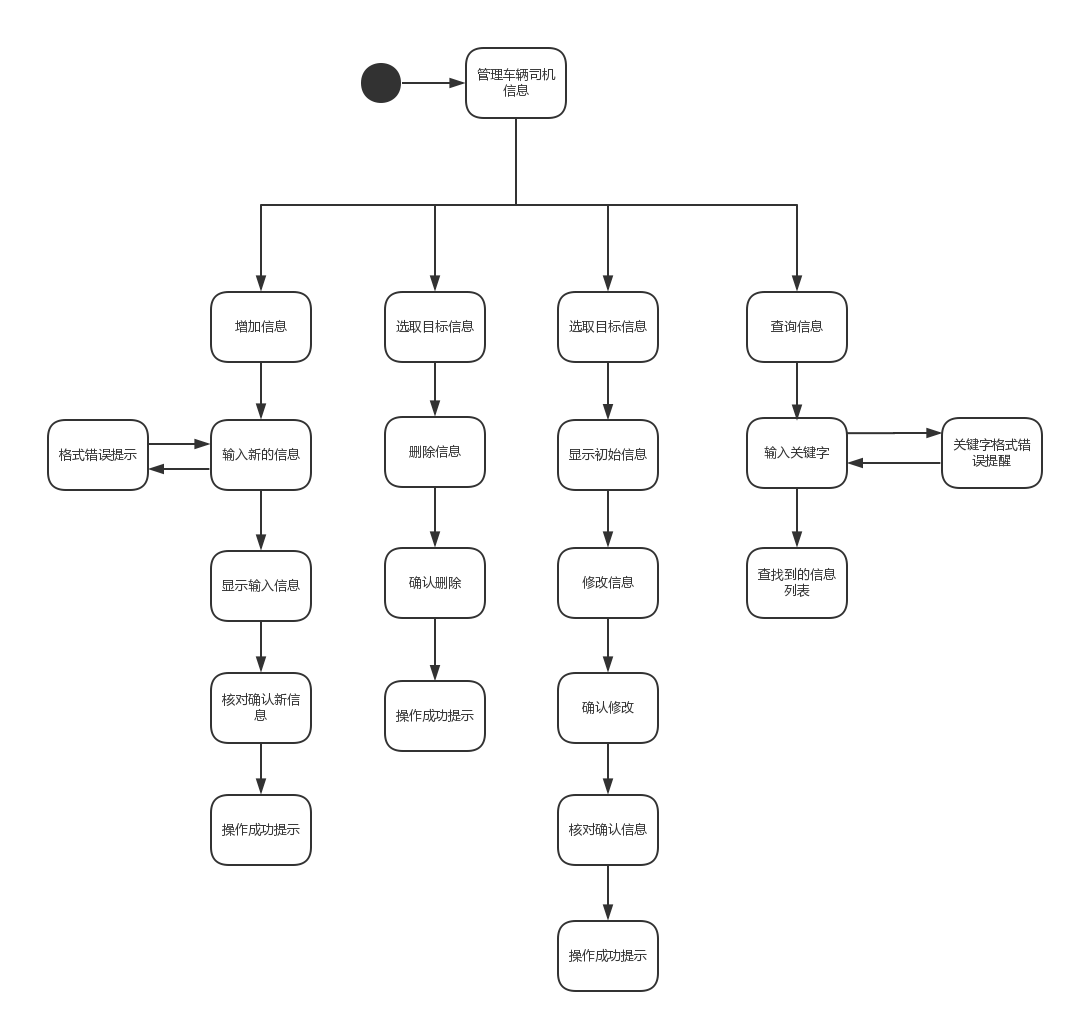 管理车辆司机
信息
增加信息
选取目标信息
选取目标信息
查询信息
格式错误提示
输入新的信息
删除信息
显示初始信息
输入关键字
关键字格式错
误提醒
显示输入信息
确认删除
修改信息
查找到的信息
列表
核对确认新信
息
操作成功提示
确认修改
操作成功提示
核对确认信息
操作成功提示